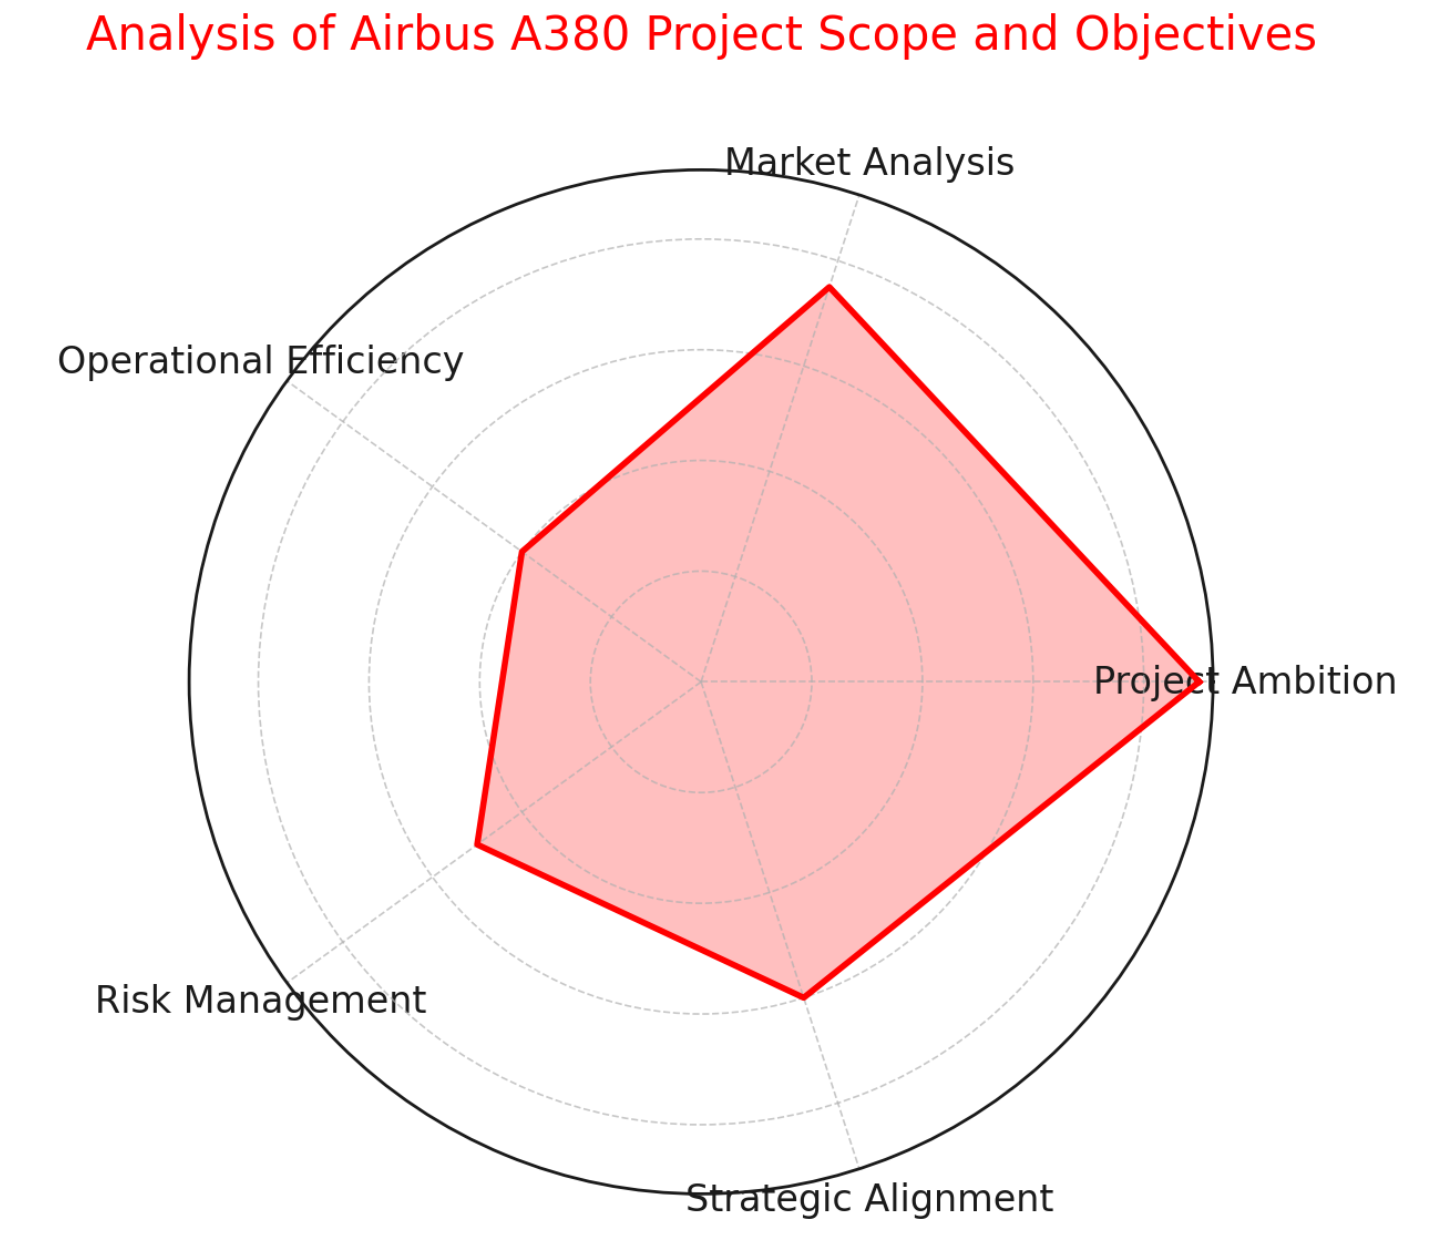 Analysis of Airbus A380 Project Scope and Objectives
Market Analysis
Operational Efficiency
Project Ambition
Risk Management
Strategic Alignment